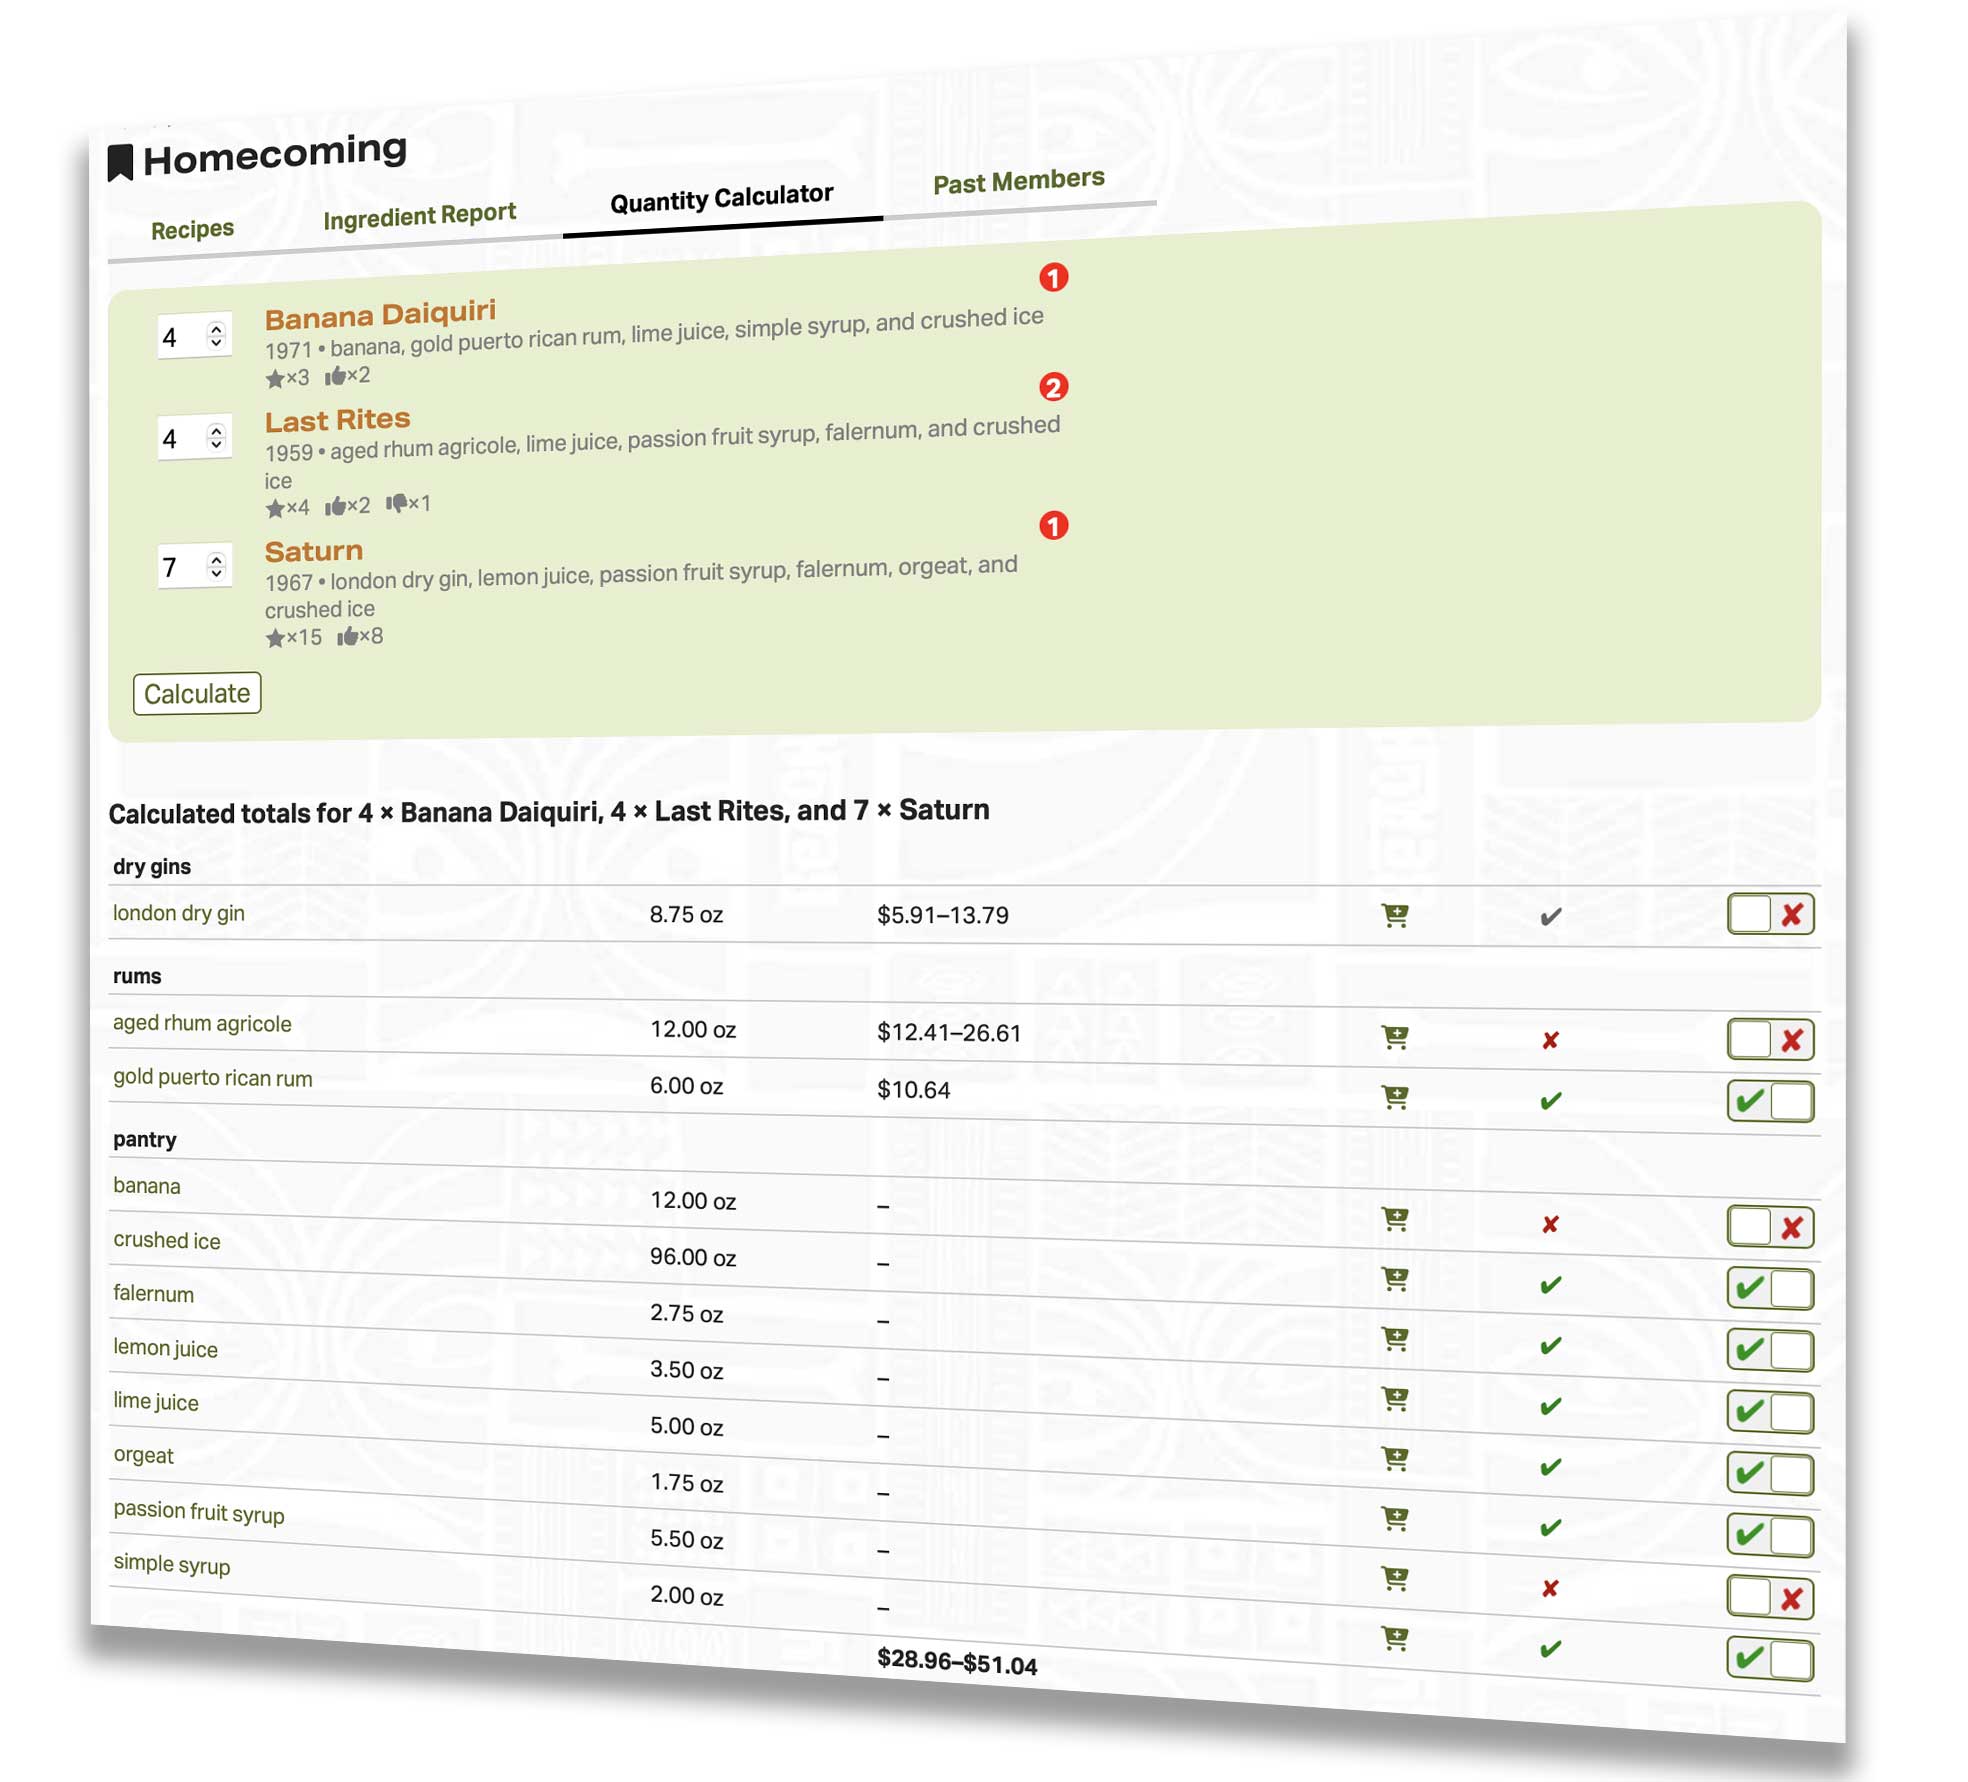 Homecoming
Recipes
Ingredient Report
Quantity Calculator
Past Members
1
4
Banana Daiquiri
1971 • banana, gold puerto rican rum, lime juice, simple syrup, and crushed ice
★×3 ×2
2
4
Last Rites
1959 • aged rhum agricole, lime juice, passion fruit syrup, falernum, and crushed
ice
★×4 ×2 ×1
1
7
Saturn
1967 • london dry gin, lemon juice, passion fruit syrup, falernum, orgeat, and
crushed ice
★×15 ×8
Calculate
Calculated totals for 4 × Banana Daiquiri, 4 × Last Rites, and 7 × Saturn
dry gins
london dry gin 8.75 oz $5.91–13.79 ✔ ✘
rums
aged rhum agricole 12.00 oz $12.41–26.61 ✘ ✘
gold puerto rican rum 6.00 oz $10.64 ✔ ✔
pantry
banana 12.00 oz – ✘ ✘
crushed ice 96.00 oz – ✔ ✔
falernum 2.75 oz – ✔ ✔
lemon juice 3.50 oz – ✔ ✔
lime juice 5.00 oz – ✔ ✔
orgeat 1.75 oz – ✔ ✔
passion fruit syrup 5.50 oz – ✘ ✘
simple syrup 2.00 oz – ✔ ✔
$28.96–$51.04